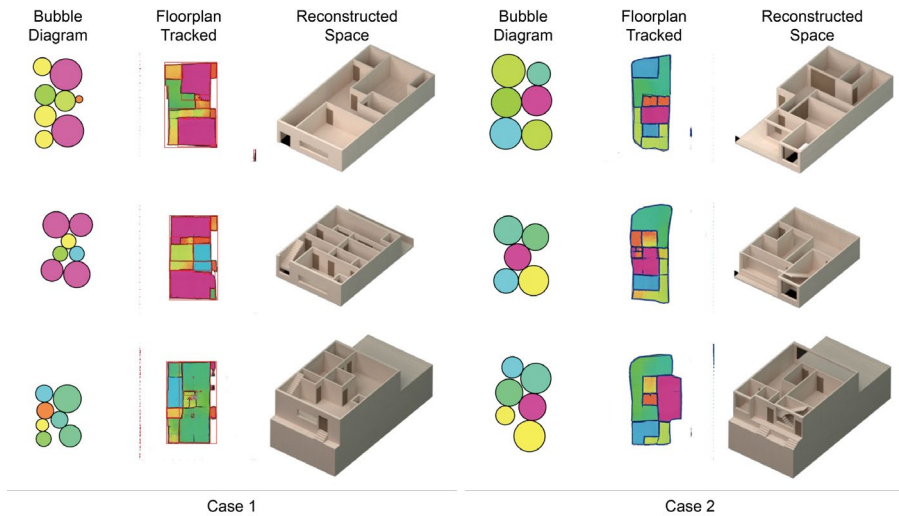 Bubble
Diagram
Floorplan
Tracked
Reconstructed
Space
Bubble
Diagram
Floorplan
Tracked
Reconstructed
Space
Case 1
Case 2